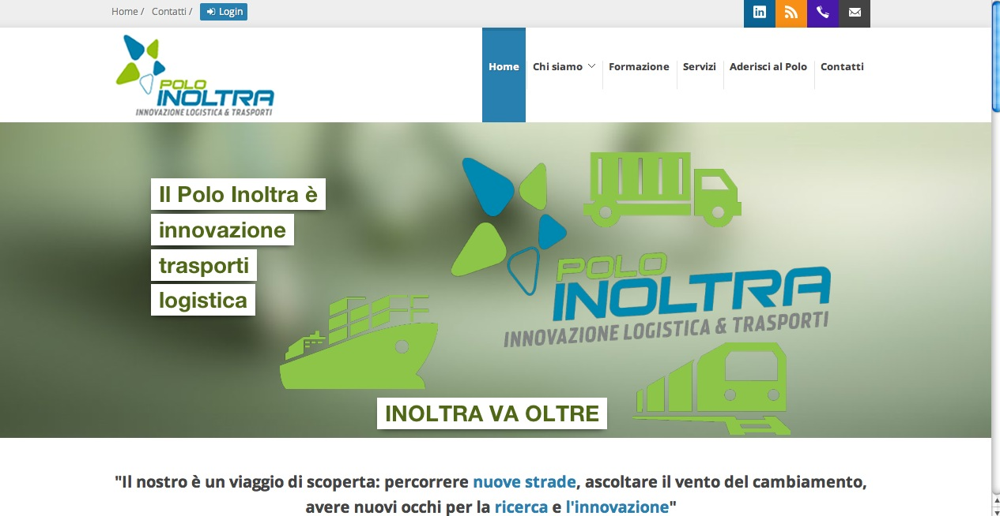 Home / Contatti / Login
POLO
INOLTRA
INNOVAZIONE LOGISTICA & TRASPORTI
Home Chi siamo Formazione Servizi Aderisci al Polo Contatti
Il Polo Inoltra è
innovazione
trasporti
logistica
POLO
INOLTRA
INNOVAZIONE LOGISTICA & TRASPORTI
INOLTRA VA OLTRE
"Il nostro è un viaggio di scoperta: percorrere nuove strade, ascoltare il vento del cambiamento,
avere nuovi occhi per la ricerca e l'innovazione"